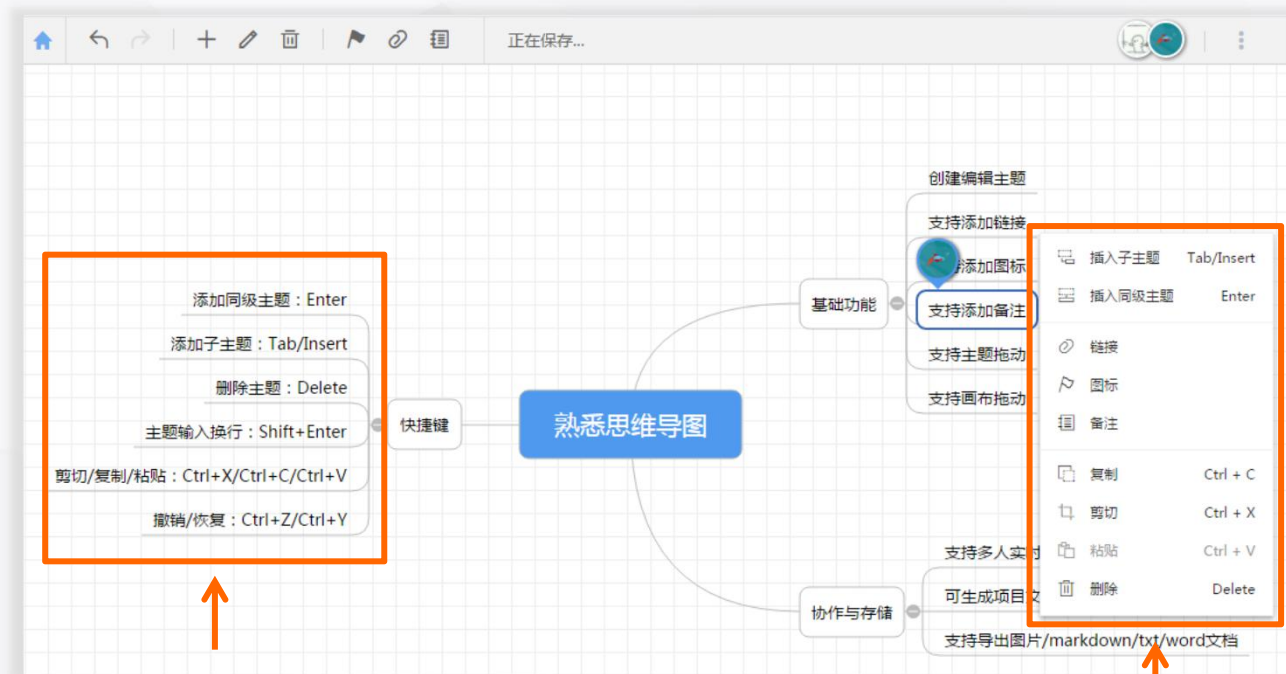 正在保存...
添加同级主题：Enter
添加子主题：Tab/Insert
删除主题：Delete
主题输入换行：Shift+Enter
剪切/复制/粘贴：Ctrl+X/Ctrl+C/Ctrl+V
撤销/恢复：Ctrl+Z/Ctrl+Y
快捷键
熟悉思维导图
基础功能
创建编辑主题
支持添加链接
添加图标
支持添加备注
支持主题拖动
支持画布拖动
协作与存储
支持多人实时
可生成项目文
支持导出图片/markdown/txt/word文档
插入子主题 Tab/Insert
插入同级主题 Enter
链接
图标
备注
复制 Ctrl + C
剪切 Ctrl + X
粘贴 Ctrl + V
删除 Delete